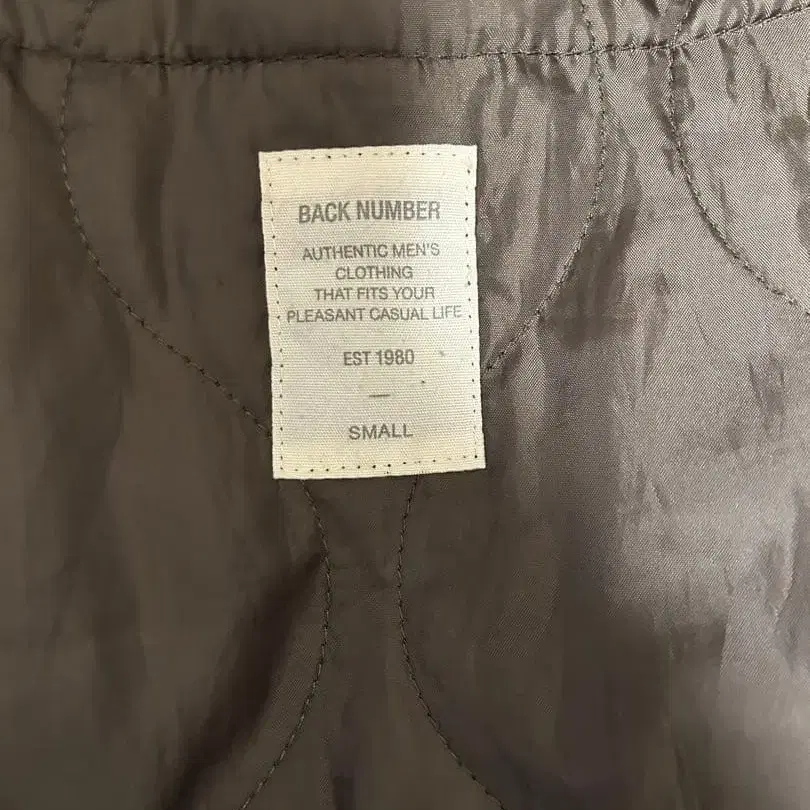 BACK NUMBER
AUTHENTIC MEN'S
CLOTHING
THAT FITS YOUR
PLEASANT CASUAL LIFE
EST 1980
SMALL